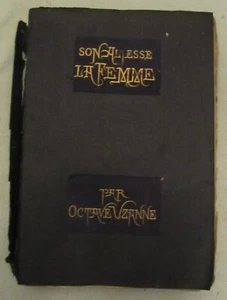 SON ALTESSE
LA FEMME
PAR
OCTAVE UZANNE